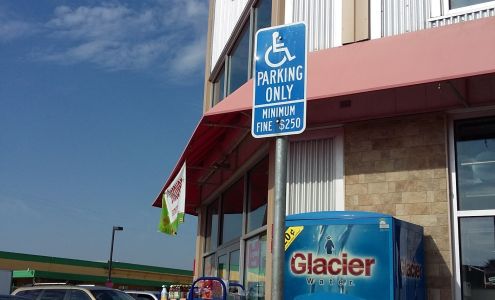 PARKING
ONLY
MINIMUM
FINE $250
Glacier
Water